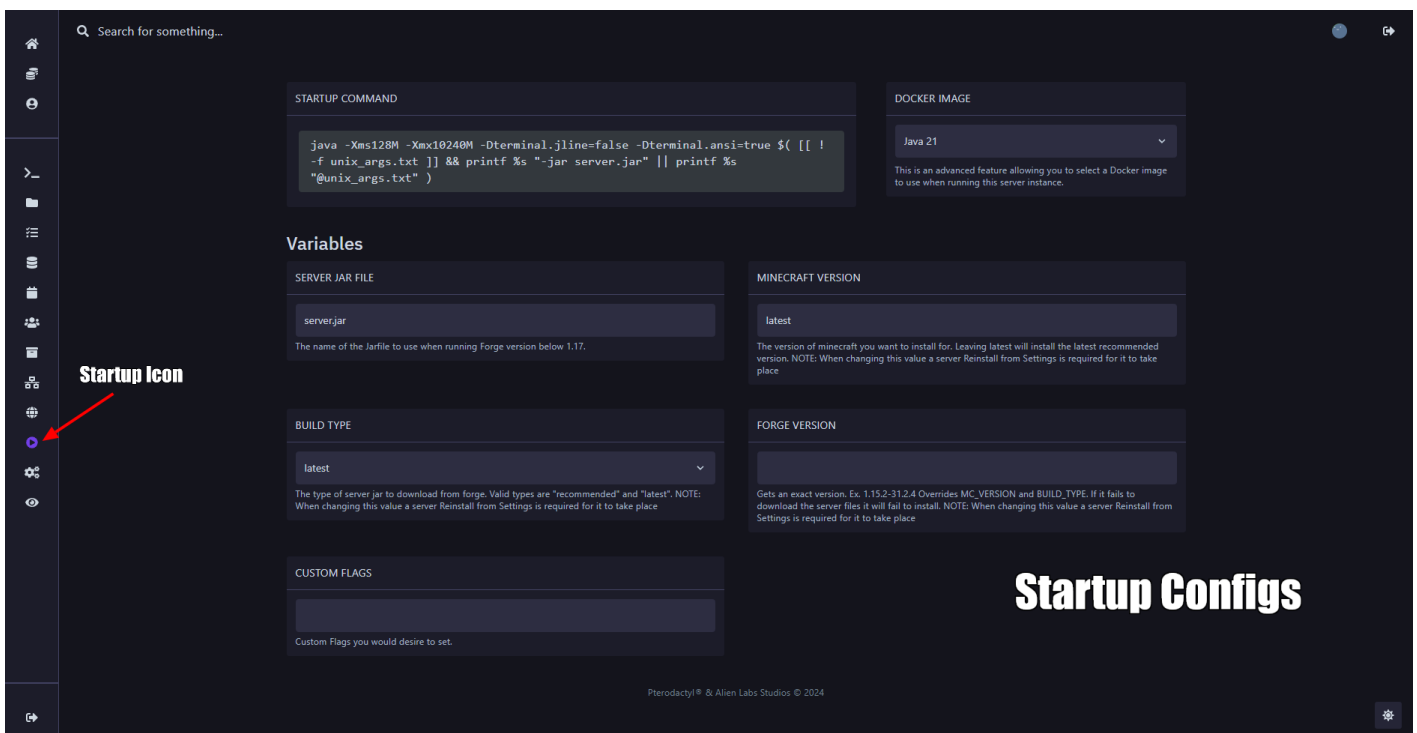 Search for something...
STARTUP COMMAND
java -Xms128M -Xmx10240M -Dterminal.jline=false -Dterminal.ansi=true $( [[ !
-f unix_args.txt ]] && printf %s "-jar server.jar" || printf %s
"@unix_args.txt" )
DOCKER IMAGE
Java 21
This is an advanced feature allowing you to select a Docker image
to use when running this server instance.
Variables
SERVER JAR FILE
server.jar
The name of the Jarfile to use when running Forge version below 1.17.
MINECRAFT VERSION
latest
The version of minecraft you want to install for. Leaving latest will install the latest recommended
version. NOTE: When changing this value a server Reinstall from Settings is required for it to take
place
Startup Icon
BUILD TYPE
latest
The type of server jar to download from forge. Valid types are "recommended" and "latest". NOTE:
When changing this value a server Reinstall from Settings is required for it to take place
FORGE VERSION
Gets an exact version. Ex. 1.15.2-31.2.4 Overrides MC_VERSION and BUILD_TYPE. If it fails to
download the server files it will fail to install. NOTE: When changing this value a server Reinstall from
Settings is required for it to take place
CUSTOM FLAGS
Custom Flags you would desire to set.
Startup Configs
Pterodactyl® & Alien Labs Studios © 2024